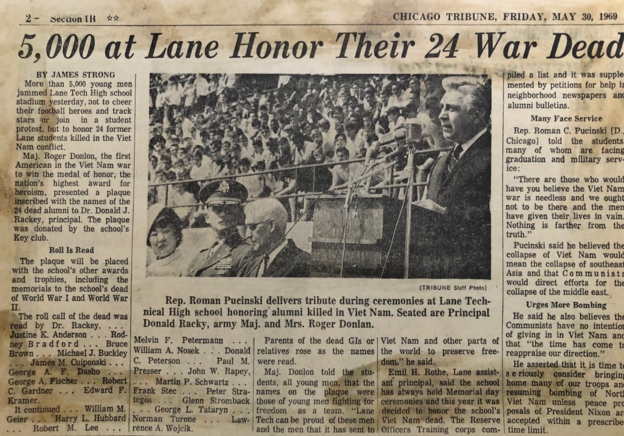 2 - Section 1B ☆☆
CHICAGO TRIBUNE, FRIDAY, MAY 30, 1969
5,000 at Lane Honor Their 24 War Dead
BY JAMES STRONG
More than 5,000 young men
jammed Lane Tech High school
stadium yesterday, not to cheer
their football heroes and track
stars or join in a student
protest, but to honor 24 former
Lane students killed in the Viet
Nam conflict.
Maj. Roger Donlon, the first
American in the Viet Nam war
to win the medal of honor, the
nation's highest award for
heroism, presented a plaque
inscribed with the names of the
24 dead alumni to Dr. Donald J.
Rackey, principal. The plaque
was donated by the school's
Key club.
Roll Is Read
The plaque will be placed
with the school's other awards
and trophies, including the
memorials to the school's dead
of World War I and World War
II.
The roll call of the dead was
read by Dr. Rackey,
Justine K. Anderson . . . Rod-
ney Bradford . . . Bruce
Brown . . . Michael J. Buckley
. . . James M. Cuiponski . . .
George A. F. Dasho . . .
George A. Fischer . . . Robert
C. Gardner . . . Edward F.
Kramer.
It continued . . . William M.
Geier . . . Harry L. Hubbard
. . . Robert M. Lee . . .
[TRIBUNE Staff Photo]
Rep. Roman Pucinski delivers tribute during ceremonies at Lane Tech-
nical High school honoring alumni killed in Viet Nam. Seated are Principal
Donald Racky, army Maj. and Mrs. Roger Donlan.
Melvin F. Petermann . . .
William A. Nosek . . . Donald
C. Peterson . . . Paul M.
Presser . . . John W. Rapey,
. . . Martin P. Schwartz . . .
Frank Stec . . . Peter Stra-
tegos . . . Glenn Stromback
. . . George L. Tataryn . . .
Norman Turone . . . Law-
rence A. Wojcik.
Parents of the dead GIs or
relatives rose as the names
were read.
Maj. Donlon told the stu-
dents, all young men, that the
names on the plaque were
those of young men fighting for
freedom as a team. "Lane
Tech can be proud of these men
and the men that it has sent to
Viet Nam and other parts of
the world to preserve free-
dom," he said.
Emil H. Rothe, Lane assist-
ant principal, said the school
has always held Memorial day
ceremonies and this year it was
decided to honor the school's
Viet Nam dead. The Reserve
Officers Training corps com-
piled a list and it was supple-
mented by petitions for help in
neighborhood newspapers and
alumni bulletins.
Many Face Service
Rep. Roman C. Pucinski [D.,
Chicago] told the students,
many of whom are facing
graduation and military serv-
ice:
"There are those who would
have you believe the Viet Nam
war is needless and we ought
not to be there and the men
have given their lives in vain.
Nothing is farther from the
truth."
Pucinski said he believed the
collapse of Viet Nam would
mean the collapse of southeast
Asia and that Communists
would direct efforts for the
collapse of the middle east.
Urges More Bombing
He said he also believes the
Communists have no intention
of giving in in Viet Nam and
that "the time has come to
reappraise our direction."
He asserted that it is time to
seriously consider bringing
home many of our troops and
resuming bombing of North
Viet Nam unless peace pro-
posals of President Nixon are
accepted within a prescribed
time limit.